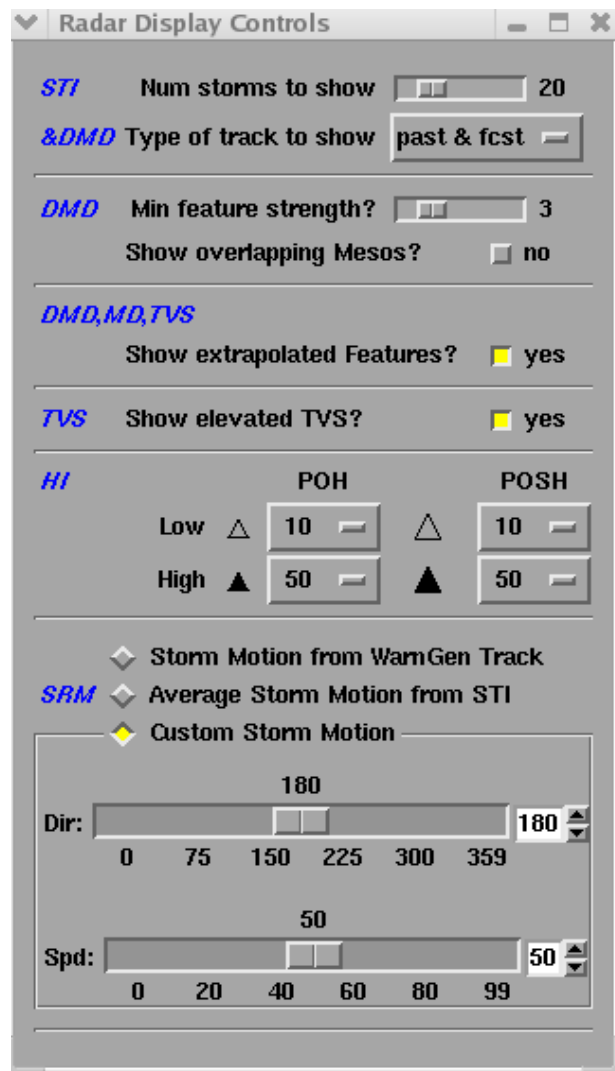 Radar Display Controls
STI Num storms to show 20
&DMD Type of track to show past & fcst
DMD Min feature strength? 3
Show overlapping Mesos? no
DMD,MD,TVS
Show extrapolated Features? yes
TVS Show elevated TVS? yes
HI POH POSH
Low 10 10
High 50 50
Storm Motion from WarnGen Track
SRM Average Storm Motion from STI
Custom Storm Motion
180
Dir: 180
0 75 150 225 300 359
50
Spd: 50
0 20 40 60 80 99